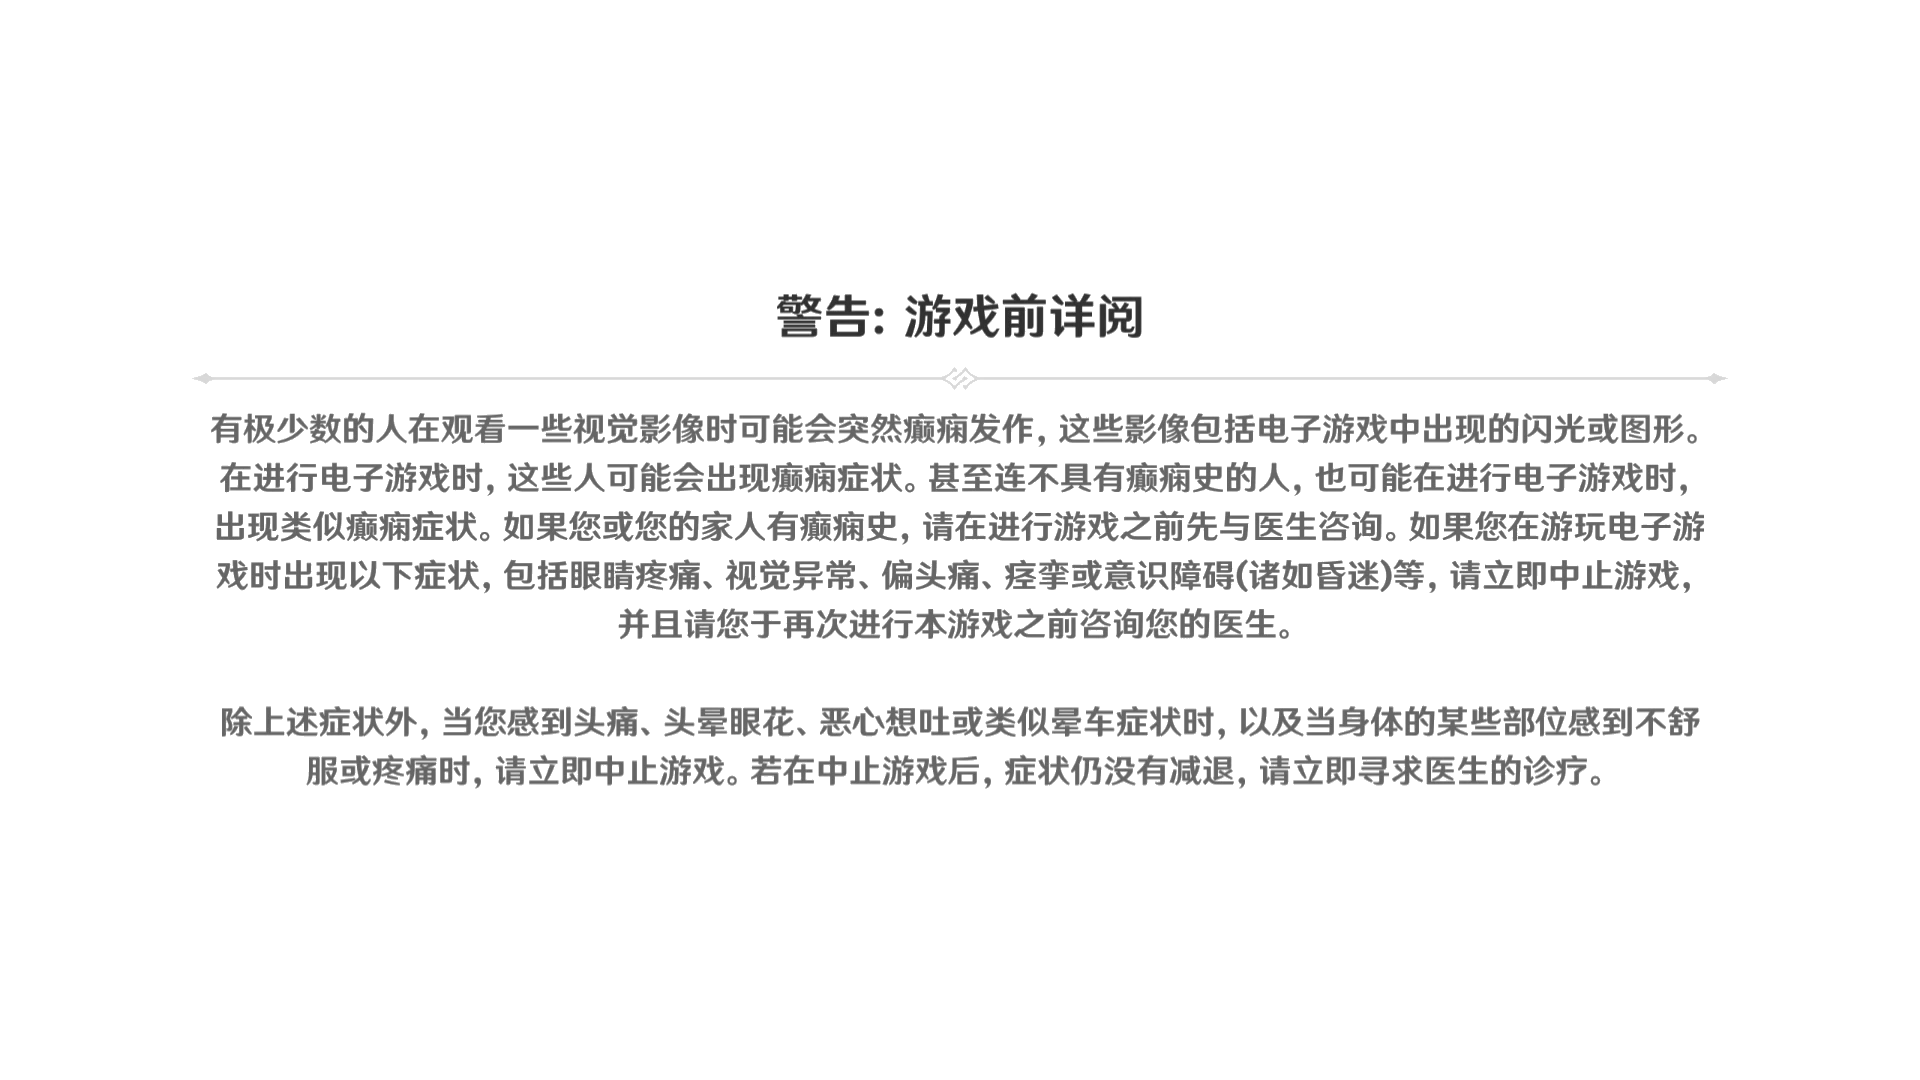 警告: 游戏前详阅
有极少数的人在观看一些视觉影像时可能会突然癫痫发作，这些影像包括电子游戏中出现的闪光或图形。
在进行电子游戏时，这些人可能会出现癫痫症状。甚至连不具有癫痫史的人，也可能在进行电子游戏时，
出现类似癫痫症状。如果您或您的家人有癫痫史，请在进行游戏之前先与医生咨询。如果您在游玩电子游
戏时出现以下症状，包括眼睛疼痛、视觉异常、偏头痛、痉挛或意识障碍(诸如昏迷)等，请立即中止游戏，
并且请您于再次进行本游戏之前咨询您的医生。
除上述症状外，当您感到头痛、头晕眼花、恶心想吐或类似晕车症状时，以及当身体的某些部位感到不舒
服或疼痛时，请立即中止游戏。若在中止游戏后，症状仍没有减退，请立即寻求医生的诊疗。